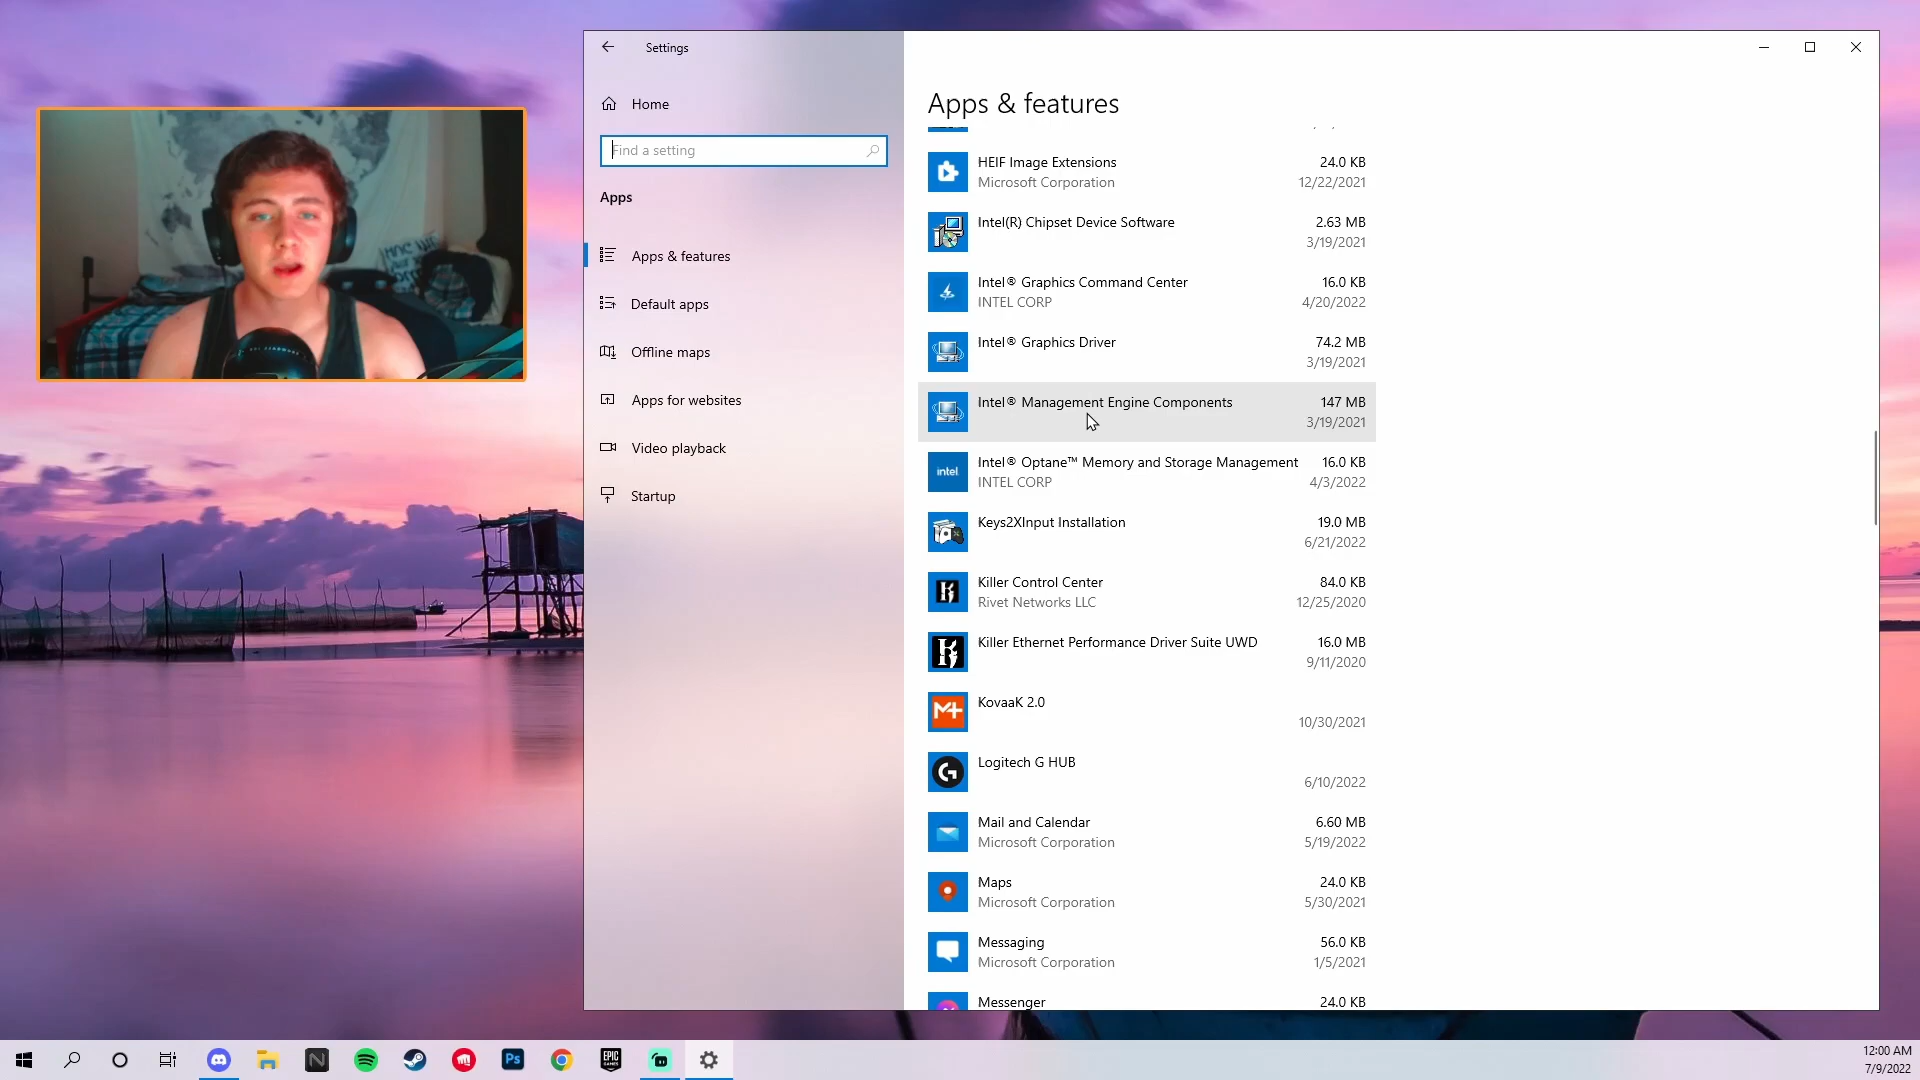 Settings
Home
Find a setting
Apps
Apps & features
Default apps
Offline maps
Apps for websites
Video playback
Startup
Apps & features
HEIF Image Extensions 24.0 KB
Microsoft Corporation 12/22/2021
Intel(R) Chipset Device Software 2.63 MB
3/19/2021
Intel® Graphics Command Center 16.0 KB
INTEL CORP 4/20/2022
Intel® Graphics Driver 74.2 MB
3/19/2021
Intel® Management Engine Components 147 MB
3/19/2021
intel
Intel® Optane™ Memory and Storage Management 16.0 KB
INTEL CORP 4/3/2022
Keys2XInput Installation 19.0 MB
6/21/2022
Killer Control Center 84.0 KB
Rivet Networks LLC 12/25/2020
Killer Ethernet Performance Driver Suite UWD 16.0 MB
9/11/2020
KovaaK 2.0
10/30/2021
Logitech G HUB
6/10/2022
Mail and Calendar 6.60 MB
Microsoft Corporation 5/19/2022
Maps 24.0 KB
Microsoft Corporation 5/30/2021
Messaging 56.0 KB
Microsoft Corporation 1/5/2021
Messenger 24.0 KB
Ps
EPIC
GAMES
12:00 AM
7/9/2022